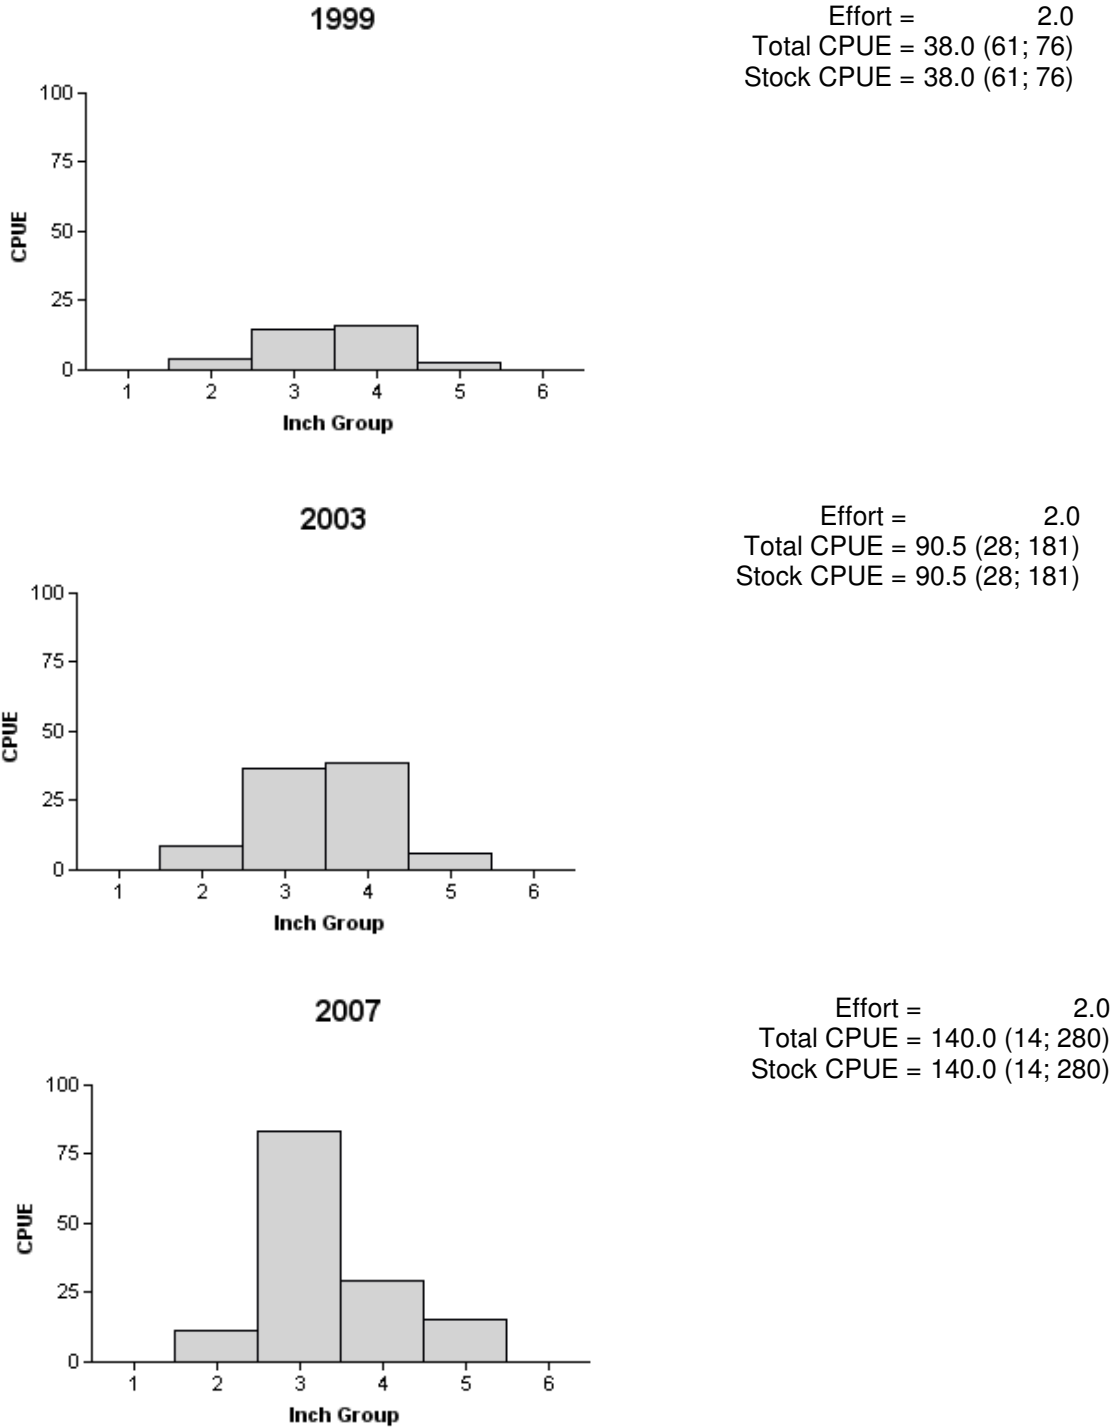 1999
Effort = 2.0
Total CPUE = 38.0 (61; 76)
Stock CPUE = 38.0 (61; 76)
100
75
50
25
0
CPUE
1 2 3 4 5 6
Inch Group
2003
Effort = 2.0
Total CPUE = 90.5 (28; 181)
Stock CPUE = 90.5 (28; 181)
100
75
50
25
0
CPUE
1 2 3 4 5 6
Inch Group
2007
Effort = 2.0
Total CPUE = 140.0 (14; 280)
Stock CPUE = 140.0 (14; 280)
100
75
50
25
0
CPUE
1 2 3 4 5 6
Inch Group